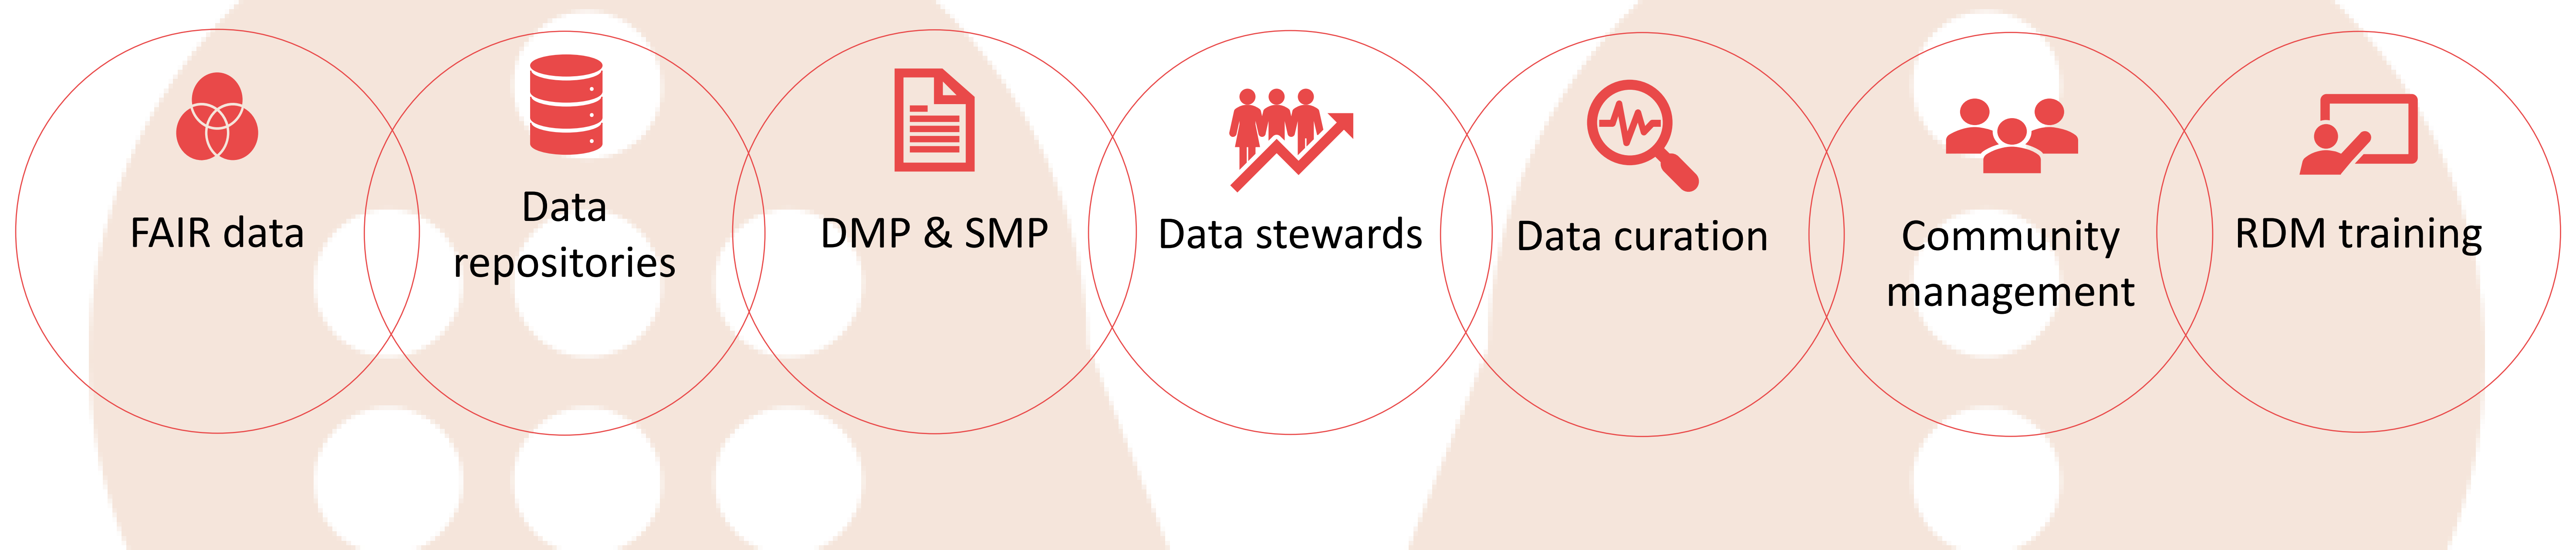 FAIR data
Data
repositories
DMP & SMP
Data stewards
Data curation
Community
management
RDM training